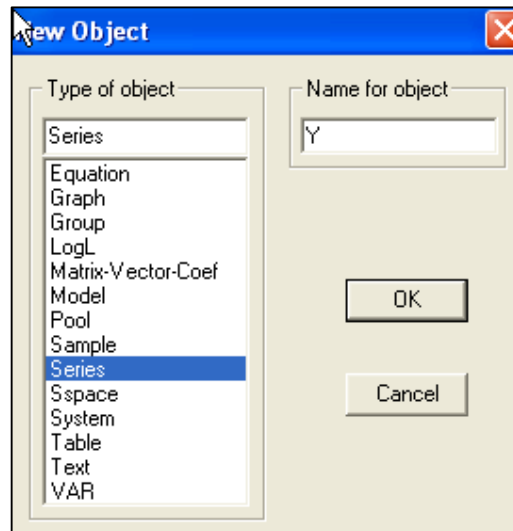 New Object
Type of object
Series
Equation
Graph
Group
LogL
Matrix-Vector-Coef
Model
Pool
Sample
Series
Sspace
System
Table
Text
VAR
Name for object
Y
OK
Cancel